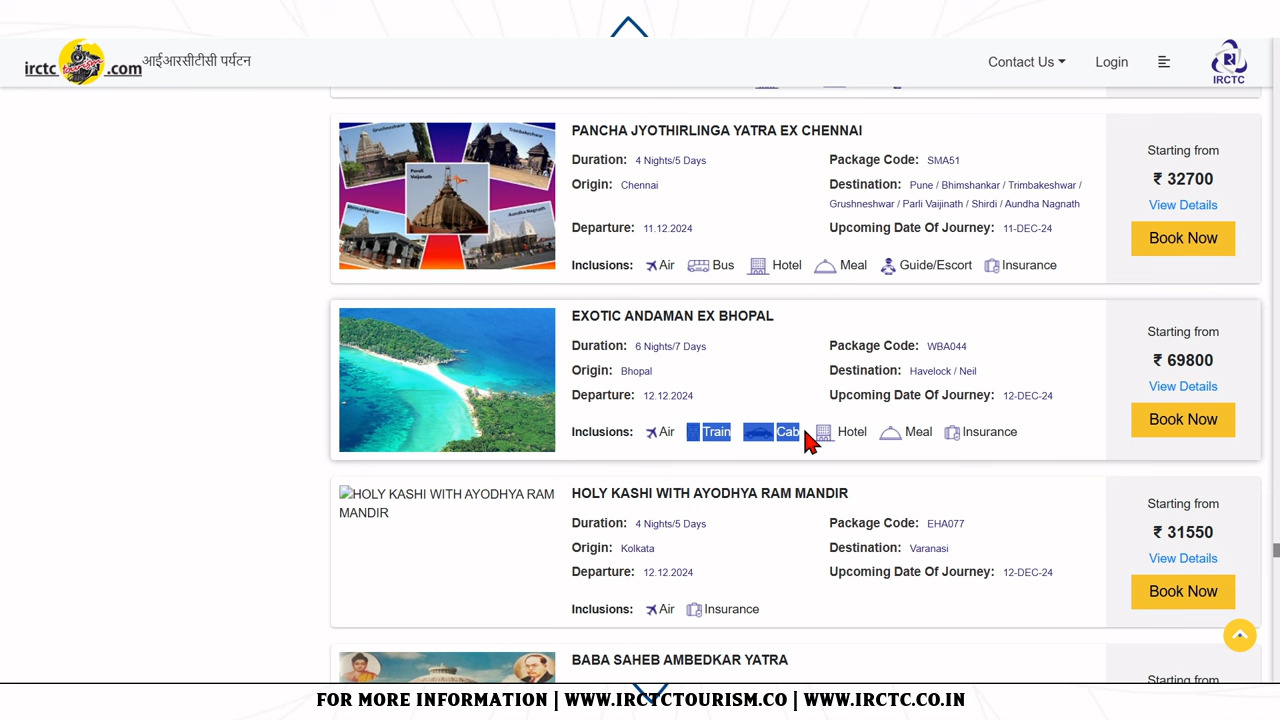 irctc tourism .com
आईआरसीटीसी पर्यटन
Contact Us
Login
IRCTC
PANCHA JYOTHIRLINGA YATRA EX CHENNAI
Grushneshwar
Trimbakeshwar
Parali Vaijanath
Bhimashankar
Aundha Nagnath
Duration: 4 Nights/5 Days
Package Code: SMA51
Origin: Chennai
Destination: Pune / Bhimshankar / Trimbakeshwar /
Grushneshwar / Parli Vaijinath / Shirdi / Aundha Nagnath
Departure: 11.12.2024
Upcoming Date Of Journey: 11-DEC-24
Inclusions: Air Bus Hotel Meal Guide/Escort Insurance
Starting from
₹ 32700
View Details
Book Now
EXOTIC ANDAMAN EX BHOPAL
Duration: 6 Nights/7 Days
Package Code: WBA044
Origin: Bhopal
Destination: Havelock / Neil
Departure: 12.12.2024
Upcoming Date Of Journey: 12-DEC-24
Inclusions: Air Train Cab Hotel Meal Insurance
Starting from
₹ 69800
View Details
Book Now
HOLY KASHI WITH AYODHYA RAM
MANDIR
HOLY KASHI WITH AYODHYA RAM MANDIR
Duration: 4 Nights/5 Days
Package Code: EHA077
Origin: Kolkata
Destination: Varanasi
Departure: 12.12.2024
Upcoming Date Of Journey: 12-DEC-24
Inclusions: Air Insurance
Starting from
₹ 31550
View Details
Book Now
BABA SAHEB AMBEDKAR YATRA
Starting from
FOR MORE INFORMATION | WWW.IRCTCTOURISM.CO | WWW.IRCTC.CO.IN